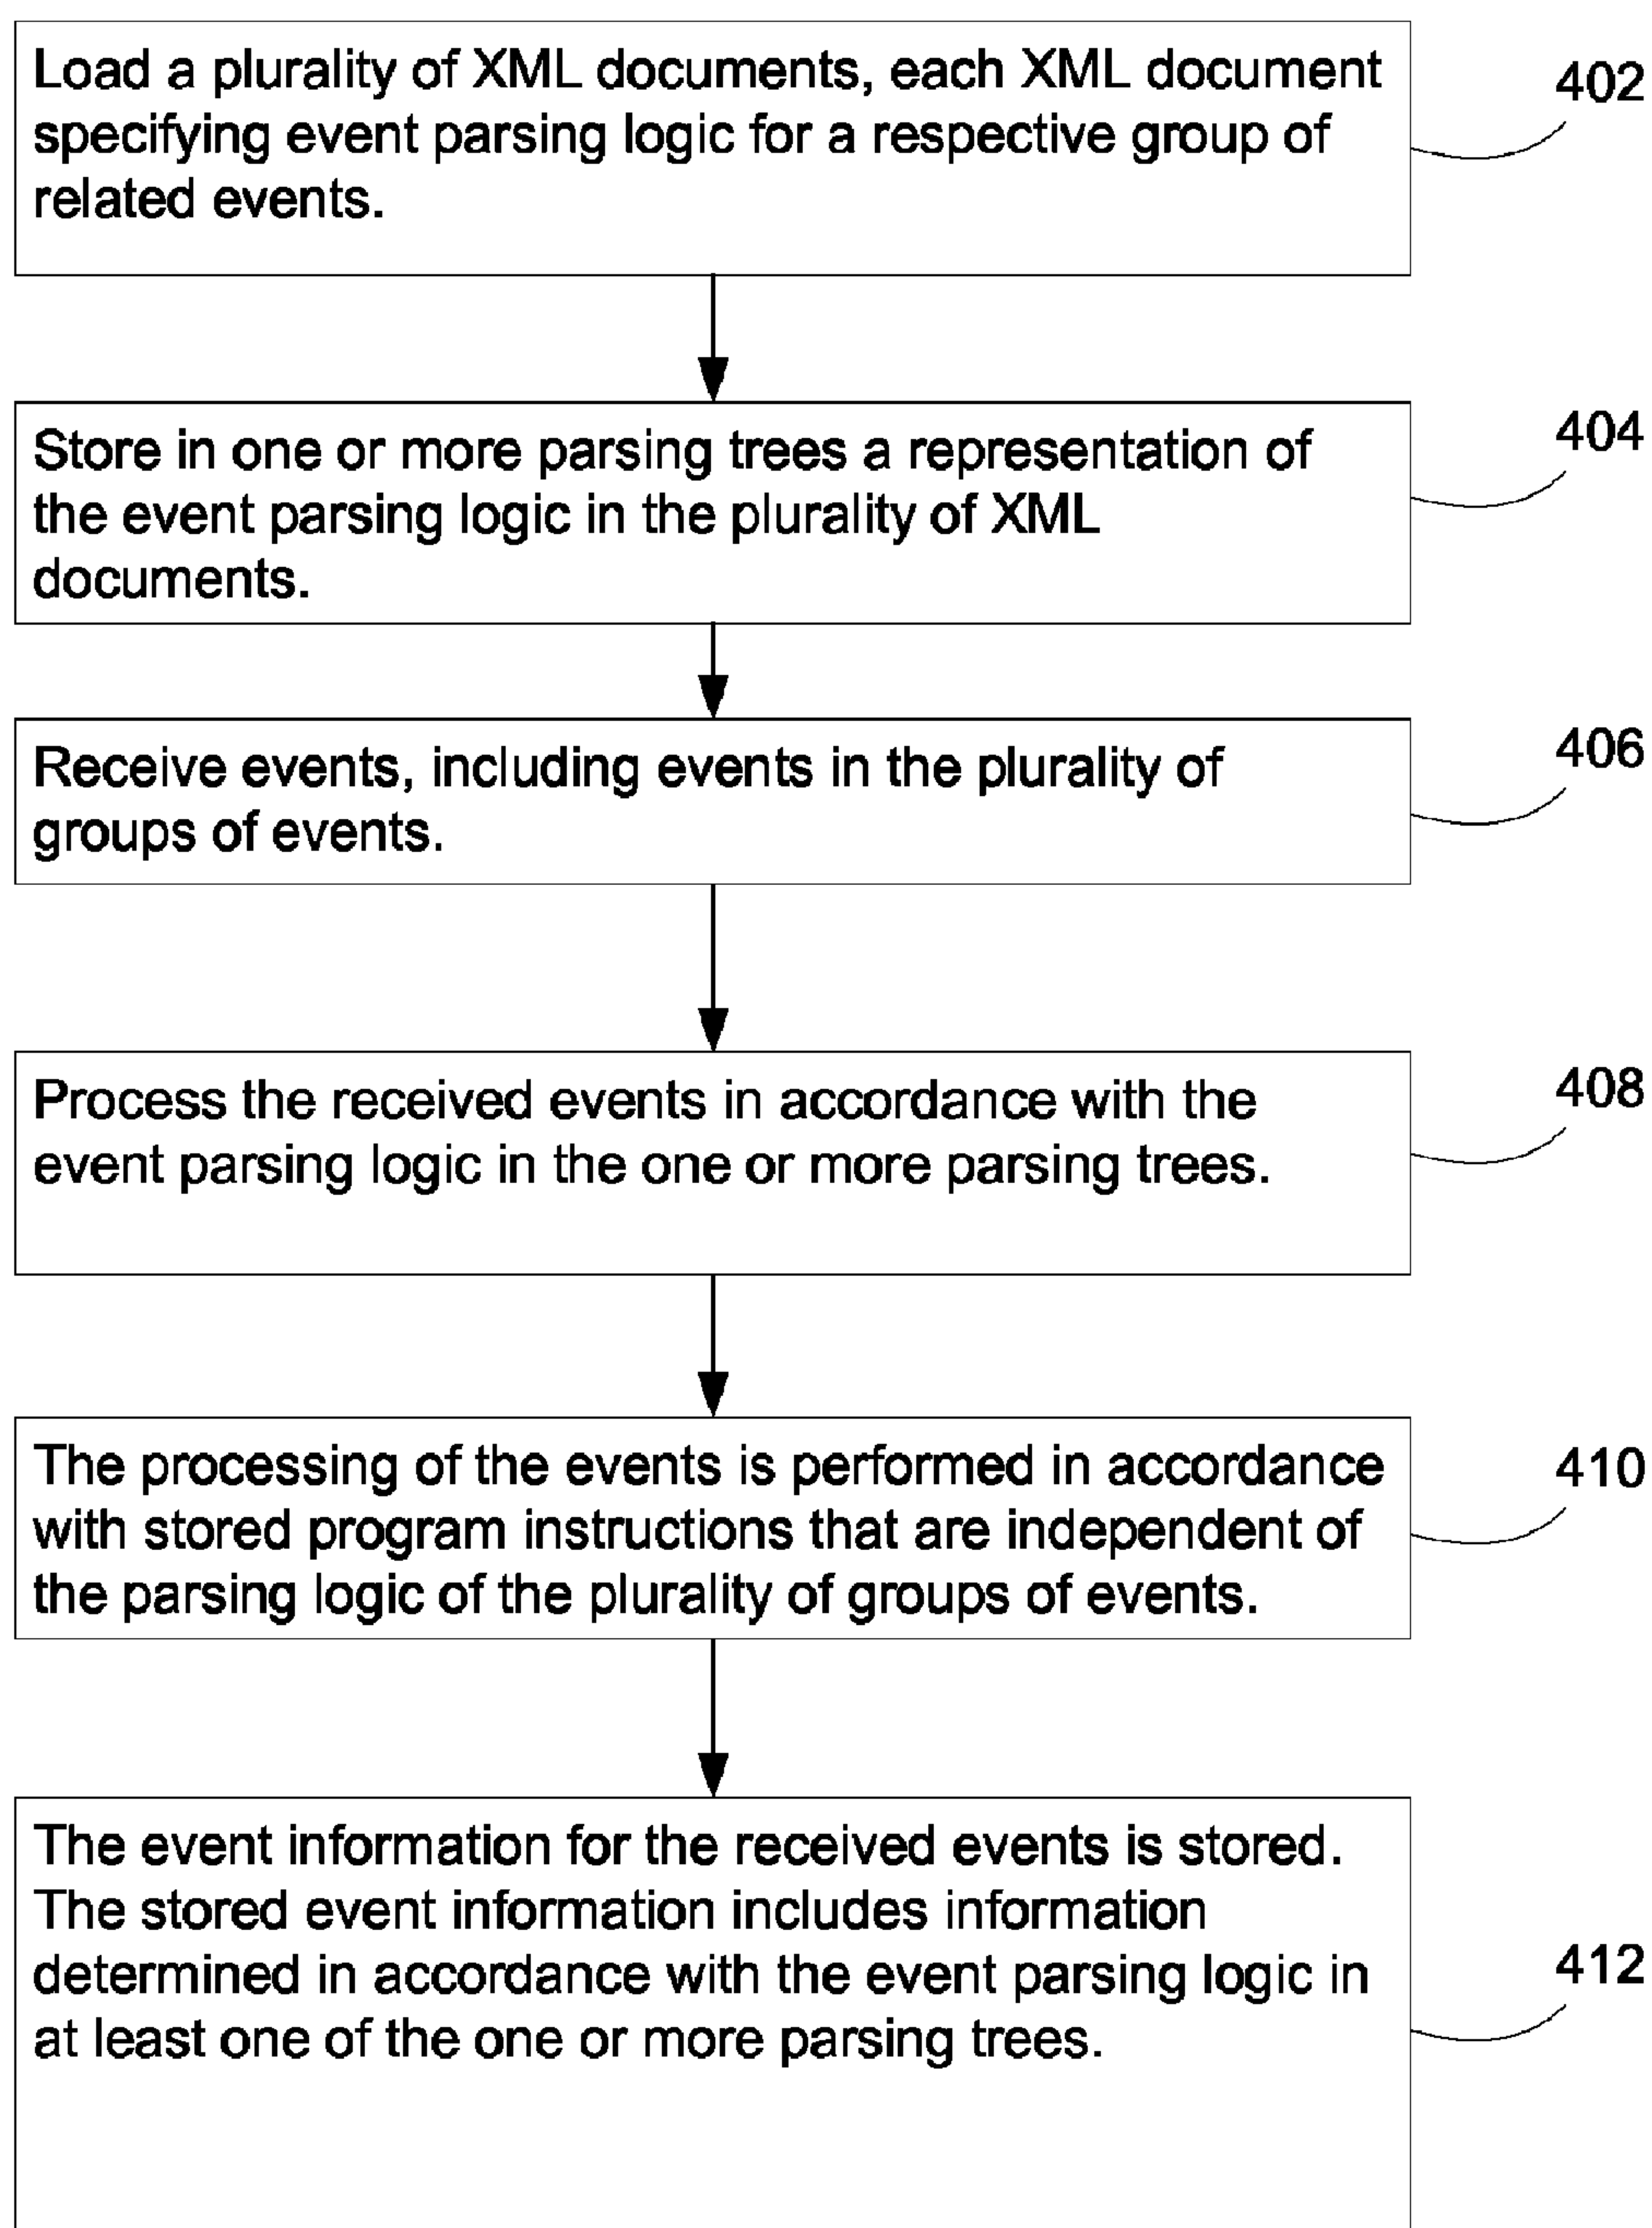 Load a plurality of XML documents, each XML document
specifying event parsing logic for a respective group of
related events.
402
Store in one or more parsing trees a representation of
the event parsing logic in the plurality of XML
documents.
404
Receive events, including events in the plurality of
groups of events.
406
Process the received events in accordance with the
event parsing logic in the one or more parsing trees.
408
The processing of the events is performed in accordance
with stored program instructions that are independent of
the parsing logic of the plurality of groups of events.
410
The event information for the received events is stored.
The stored event information includes information
determined in accordance with the event parsing logic in
at least one of the one or more parsing trees.
412